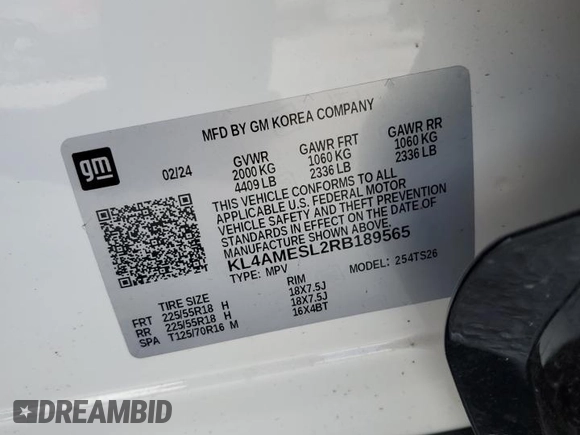 MFD BY GM KOREA COMPANY
gm
02/24
GVWR GAWR FRT GAWR RR
2000 KG 1060 KG 1060 KG
4409 LB 2336 LB 2336 LB
THIS VEHICLE CONFORMS TO ALL
APPLICABLE U.S. FEDERAL MOTOR
VEHICLE SAFETY AND THEFT PREVENTION
STANDARDS IN EFFECT ON THE DATE OF
MANUFACTURE SHOWN ABOVE.
KL4AMESL2RB189565
TYPE: MPV MODEL: 254TS26
TIRE SIZE RIM
FRT 225/55R18 H 18X7.5J
RR 225/55R18 H 18X7.5J
SPA T125/70R16 M 16X4BT
DREAMBID